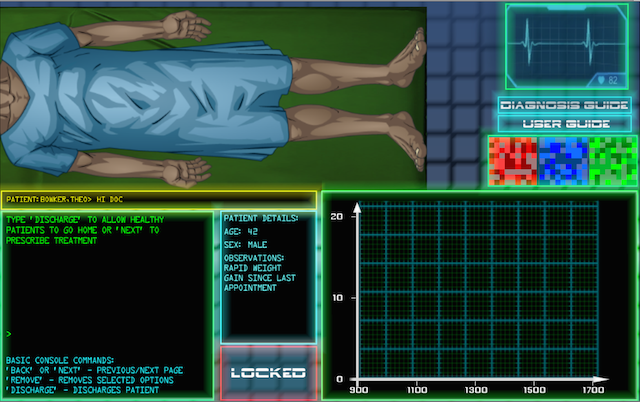 82
DIAGNOSIS GUIDE
USER GUIDE
PATIENT:BOWKER,THEO> HI DOC
TYPE 'DISCHARGE' TO ALLOW HEALTHY
PATIENTS TO GO HOME OR 'NEXT' TO
PRESCRIBE TREATMENT
>
BASIC CONSOLE COMMANDS:
'BACK' OR 'NEXT' - PREVIOUS/NEXT PAGE
'REMOVE' - REMOVES SELECTED OPTIONS
'DISCHARGE' - DISCHARGES PATIENT
PATIENT DETAILS:
AGE: 42
SEX: MALE
OBSERVATIONS:
RAPID WEIGHT
GAIN SINCE LAST
APPOINTMENT
LOCKED
20
10
0
900 1100 1300 1500 1700